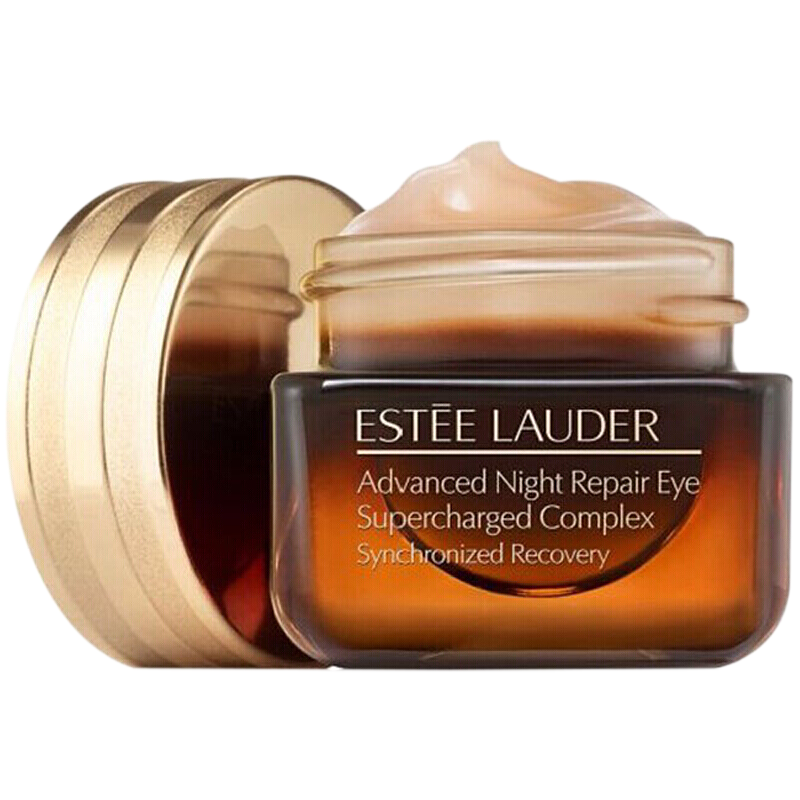 ESTĒE LAUDER
Advanced Night Repair Eye
Supercharged Complex
Synchronized Recovery